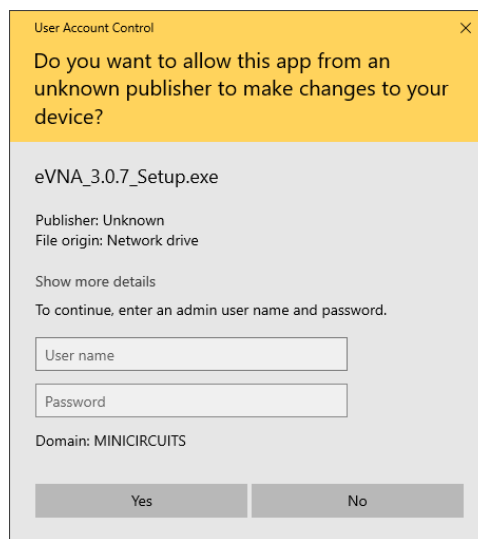 User Account Control
Do you want to allow this app from an
unknown publisher to make changes to your
device?
eVNA_3.0.7_Setup.exe
Publisher: Unknown
File origin: Network drive
Show more details
To continue, enter an admin user name and password.
User name
Password
Domain: MINICIRCUITS
Yes
No